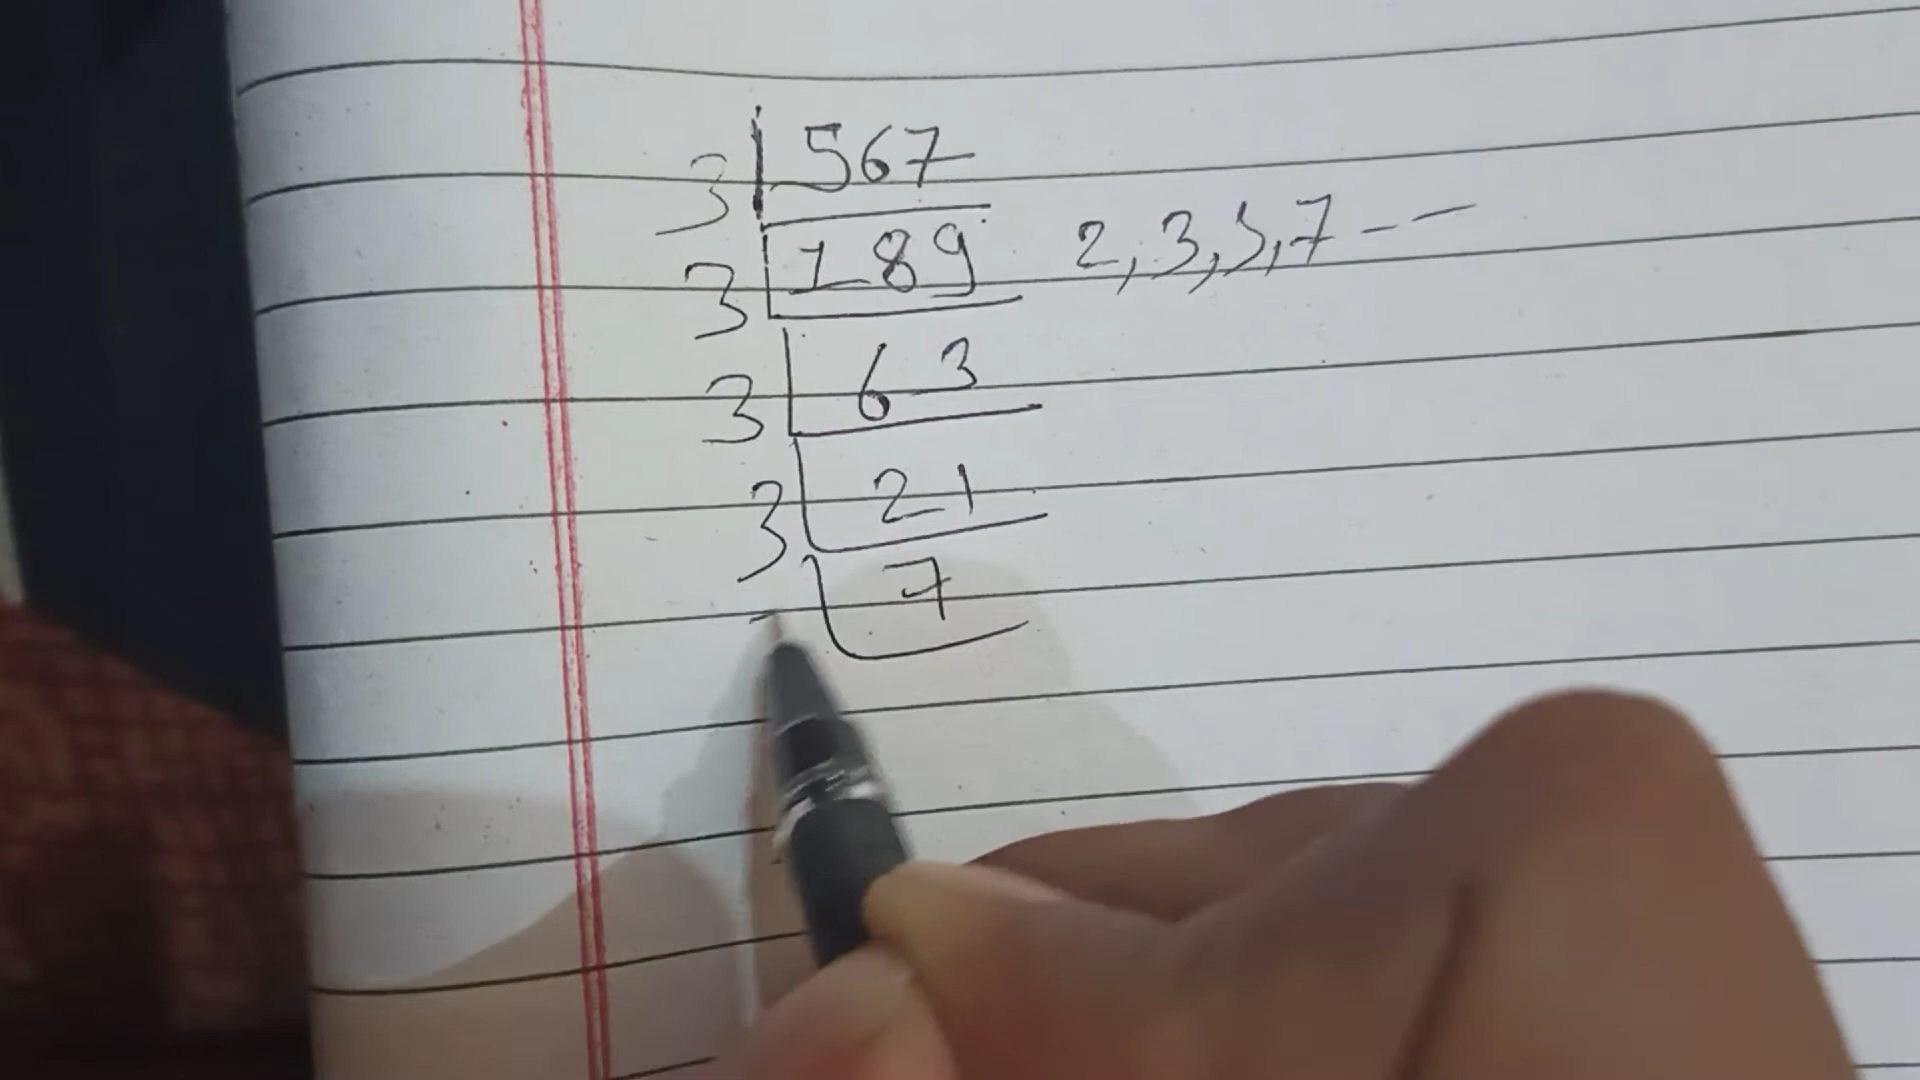 3 | 567
3 | 189 2, 3, 5, 7 - -
3 | 63
3 | 21
7